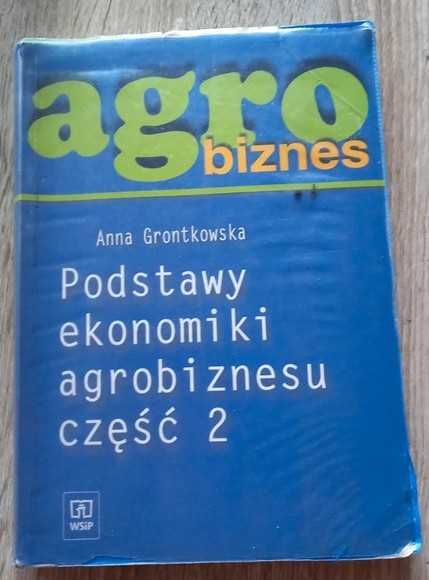 agro
biznes
Anna Grontkowska
Podstawy
ekonomiki
agrobiznesu
część 2
WSiP